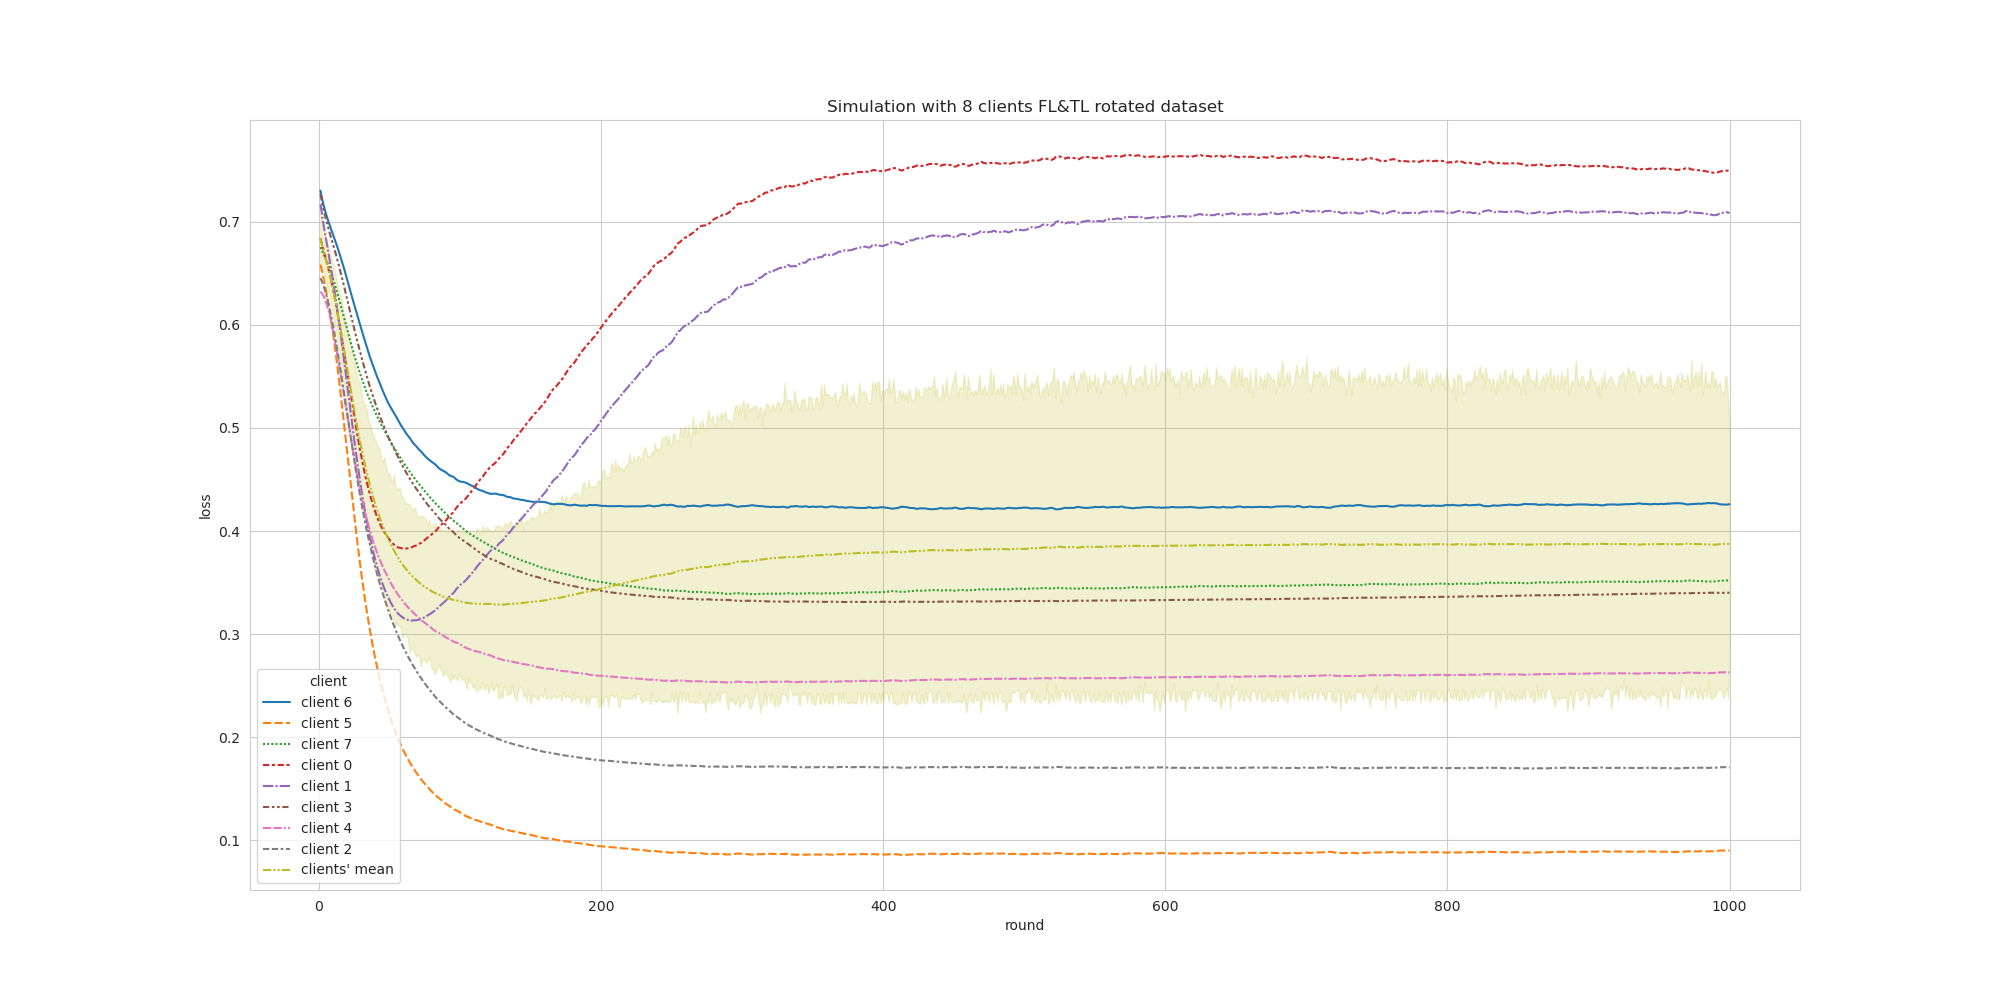 Simulation with 8 clients FL&TL rotated dataset
loss
0.7
0.6
0.5
0.4
0.3
0.2
0.1
client
client 6
client 5
client 7
client 0
client 1
client 3
client 4
client 2
clients' mean
0 200 400 600 800 1000
round